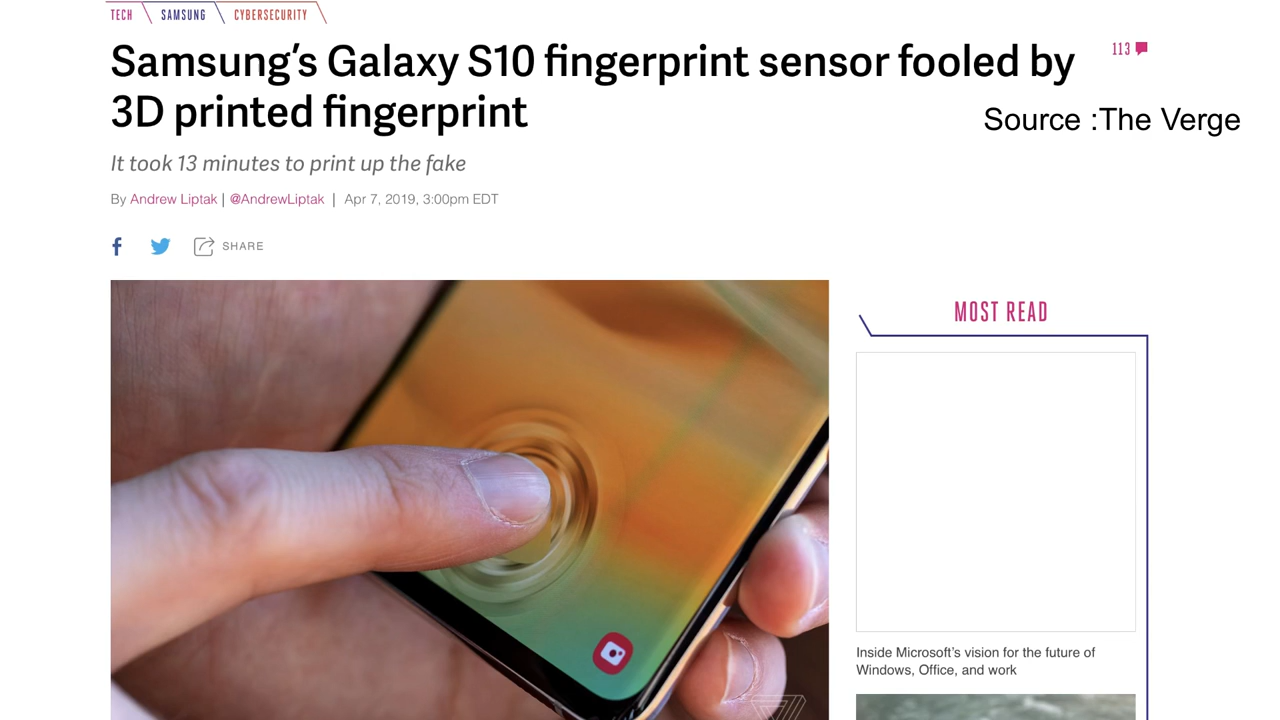 TECH SAMSUNG CYBERSECURITY
Samsung's Galaxy S10 fingerprint sensor fooled by
3D printed fingerprint
113
Source :The Verge
It took 13 minutes to print up the fake
By Andrew Liptak | @AndrewLiptak | Apr 7, 2019, 3:00pm EDT
SHARE
MOST READ
Inside Microsoft's vision for the future of
Windows, Office, and work